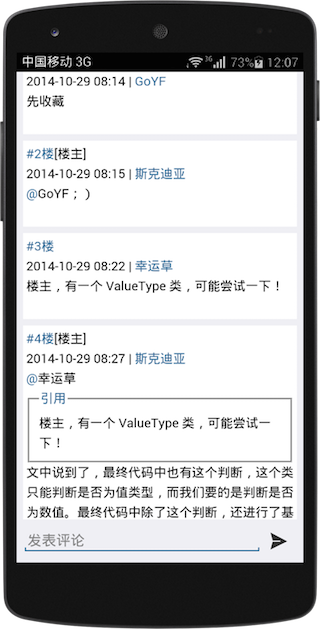 中国移动 3G 3G 73% 12:07
2014-10-29 08:14 | GoYF
先收藏
#2楼[楼主]
2014-10-29 08:15 | 斯克迪亚
@GoYF；）
#3楼
2014-10-29 08:22 | 幸运草
楼主，有一个 ValueType 类，可能尝试一下！
#4楼[楼主]
2014-10-29 08:27 | 斯克迪亚
@幸运草
引用
楼主，有一个 ValueType 类，可能尝试一
下！
文中说到了，最终代码中也有这个判断，这个类
只能判断是否为值类型，而我们要的是判断是否
为数值。最终代码中除了这个判断，还进行了基
发表评论